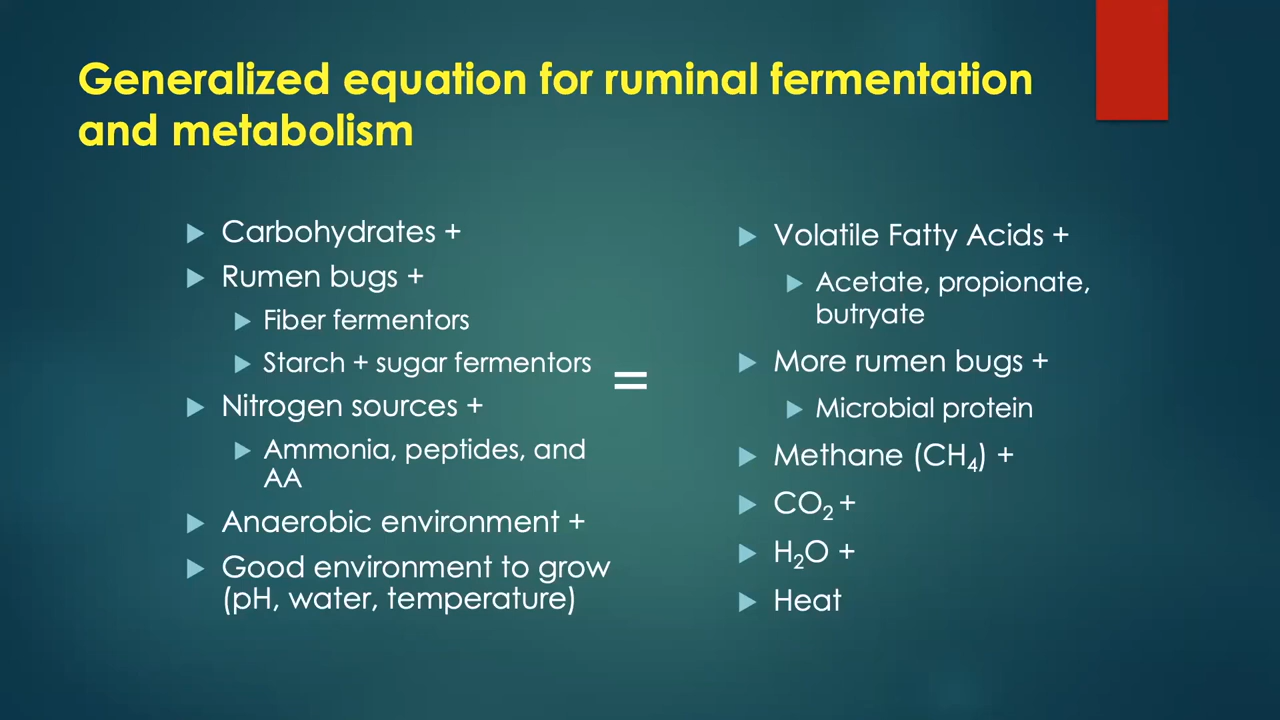 Generalized equation for ruminal fermentation
and metabolism
Carbohydrates +
Rumen bugs +
Fiber fermentors
Starch + sugar fermentors
Nitrogen sources +
Ammonia, peptides, and
AA
Anaerobic environment +
Good environment to grow
(pH, water, temperature)
=
Volatile Fatty Acids +
Acetate, propionate,
butryate
More rumen bugs +
Microbial protein
Methane (CH₄) +
CO₂ +
H₂O +
Heat